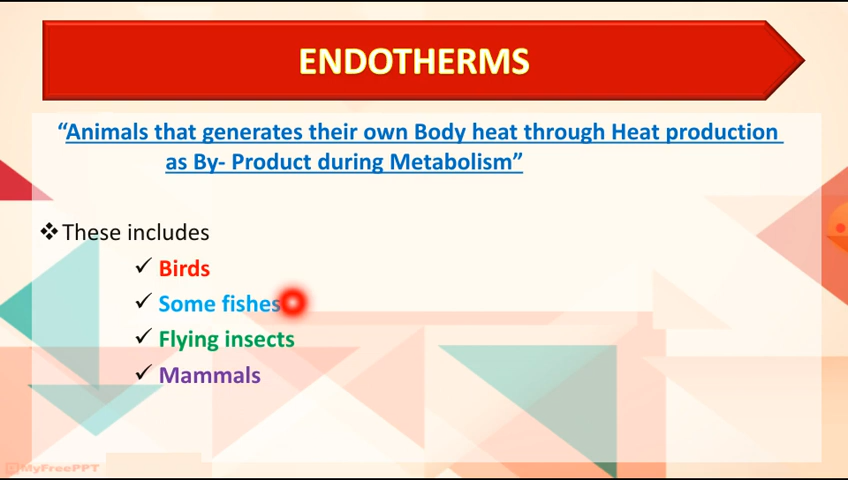 ENDOTHERMS
“Animals that generates their own Body heat through Heat production
as By- Product during Metabolism”
❖These includes
✓ Birds
✓ Some fishes
✓ Flying insects
✓ Mammals
MyFreePPT